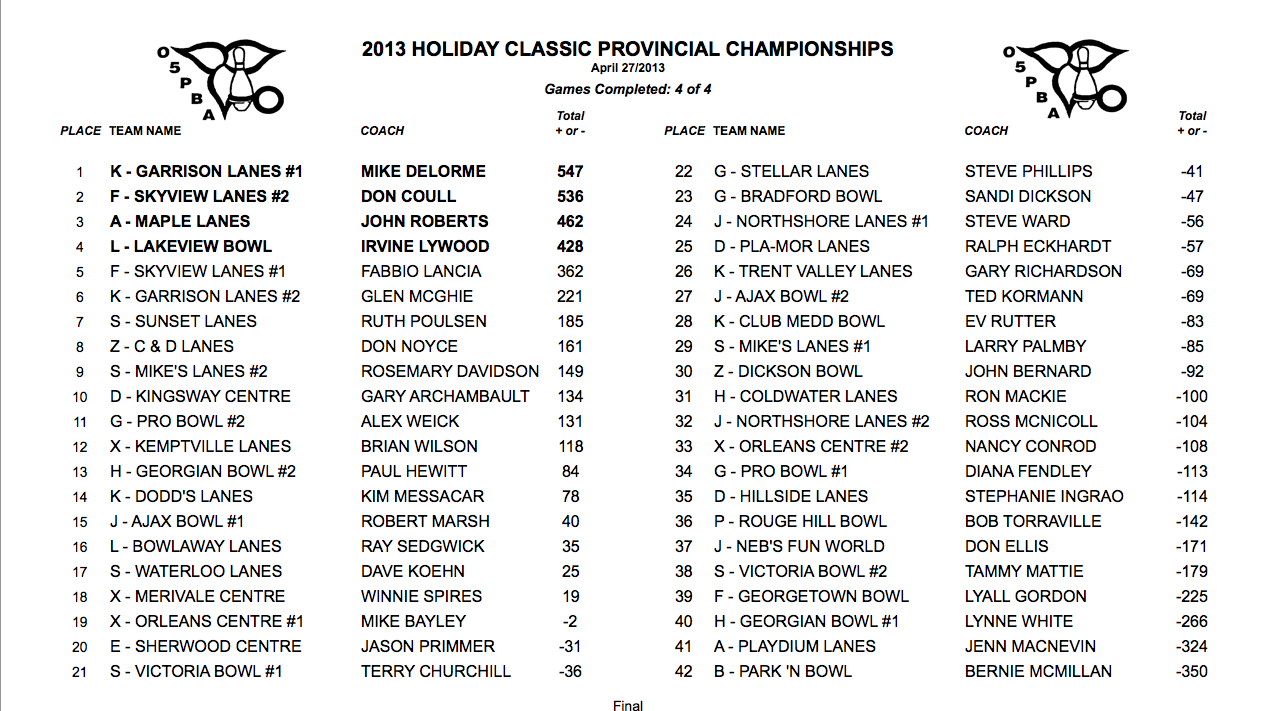 2013 HOLIDAY CLASSIC PROVINCIAL CHAMPIONSHIPS
April 27/2013
Games Completed: 4 of 4
O5PBA
O5PBA
PLACE TEAM NAME COACH Total + or -
1 K - GARRISON LANES #1 MIKE DELORME 547
2 F - SKYVIEW LANES #2 DON COULL 536
3 A - MAPLE LANES JOHN ROBERTS 462
4 L - LAKEVIEW BOWL IRVINE LYWOOD 428
5 F - SKYVIEW LANES #1 FABBIO LANCIA 362
6 K - GARRISON LANES #2 GLEN MCGHIE 221
7 S - SUNSET LANES RUTH POULSEN 185
8 Z - C & D LANES DON NOYCE 161
9 S - MIKE'S LANES #2 ROSEMARY DAVIDSON 149
10 D - KINGSWAY CENTRE GARY ARCHAMBAULT 134
11 G - PRO BOWL #2 ALEX WEICK 131
12 X - KEMPTVILLE LANES BRIAN WILSON 118
13 H - GEORGIAN BOWL #2 PAUL HEWITT 84
14 K - DODD'S LANES KIM MESSACAR 78
15 J - AJAX BOWL #1 ROBERT MARSH 40
16 L - BOWLAWAY LANES RAY SEDGWICK 35
17 S - WATERLOO LANES DAVE KOEHN 25
18 X - MERIVALE CENTRE WINNIE SPIRES 19
19 X - ORLEANS CENTRE #1 MIKE BAYLEY -2
20 E - SHERWOOD CENTRE JASON PRIMMER -31
21 S - VICTORIA BOWL #1 TERRY CHURCHILL -36
PLACE TEAM NAME COACH Total + or -
22 G - STELLAR LANES STEVE PHILLIPS -41
23 G - BRADFORD BOWL SANDI DICKSON -47
24 J - NORTHSHORE LANES #1 STEVE WARD -56
25 D - PLA-MOR LANES RALPH ECKHARDT -57
26 K - TRENT VALLEY LANES GARY RICHARDSON -69
27 J - AJAX BOWL #2 TED KORMANN -69
28 K - CLUB MEDD BOWL EV RUTTER -83
29 S - MIKE'S LANES #1 LARRY PALMBY -85
30 Z - DICKSON BOWL JOHN BERNARD -92
31 H - COLDWATER LANES RON MACKIE -100
32 J - NORTHSHORE LANES #2 ROSS MCNICOLL -104
33 X - ORLEANS CENTRE #2 NANCY CONROD -108
34 G - PRO BOWL #1 DIANA FENDLEY -113
35 D - HILLSIDE LANES STEPHANIE INGRAO -114
36 P - ROUGE HILL BOWL BOB TORRAVILLE -142
37 J - NEB'S FUN WORLD DON ELLIS -171
38 S - VICTORIA BOWL #2 TAMMY MATTIE -179
39 F - GEORGETOWN BOWL LYALL GORDON -225
40 H - GEORGIAN BOWL #1 LYNNE WHITE -266
41 A - PLAYDIUM LANES JENN MACNEVIN -324
42 B - PARK 'N BOWL BERNIE MCMILLAN -350
Final